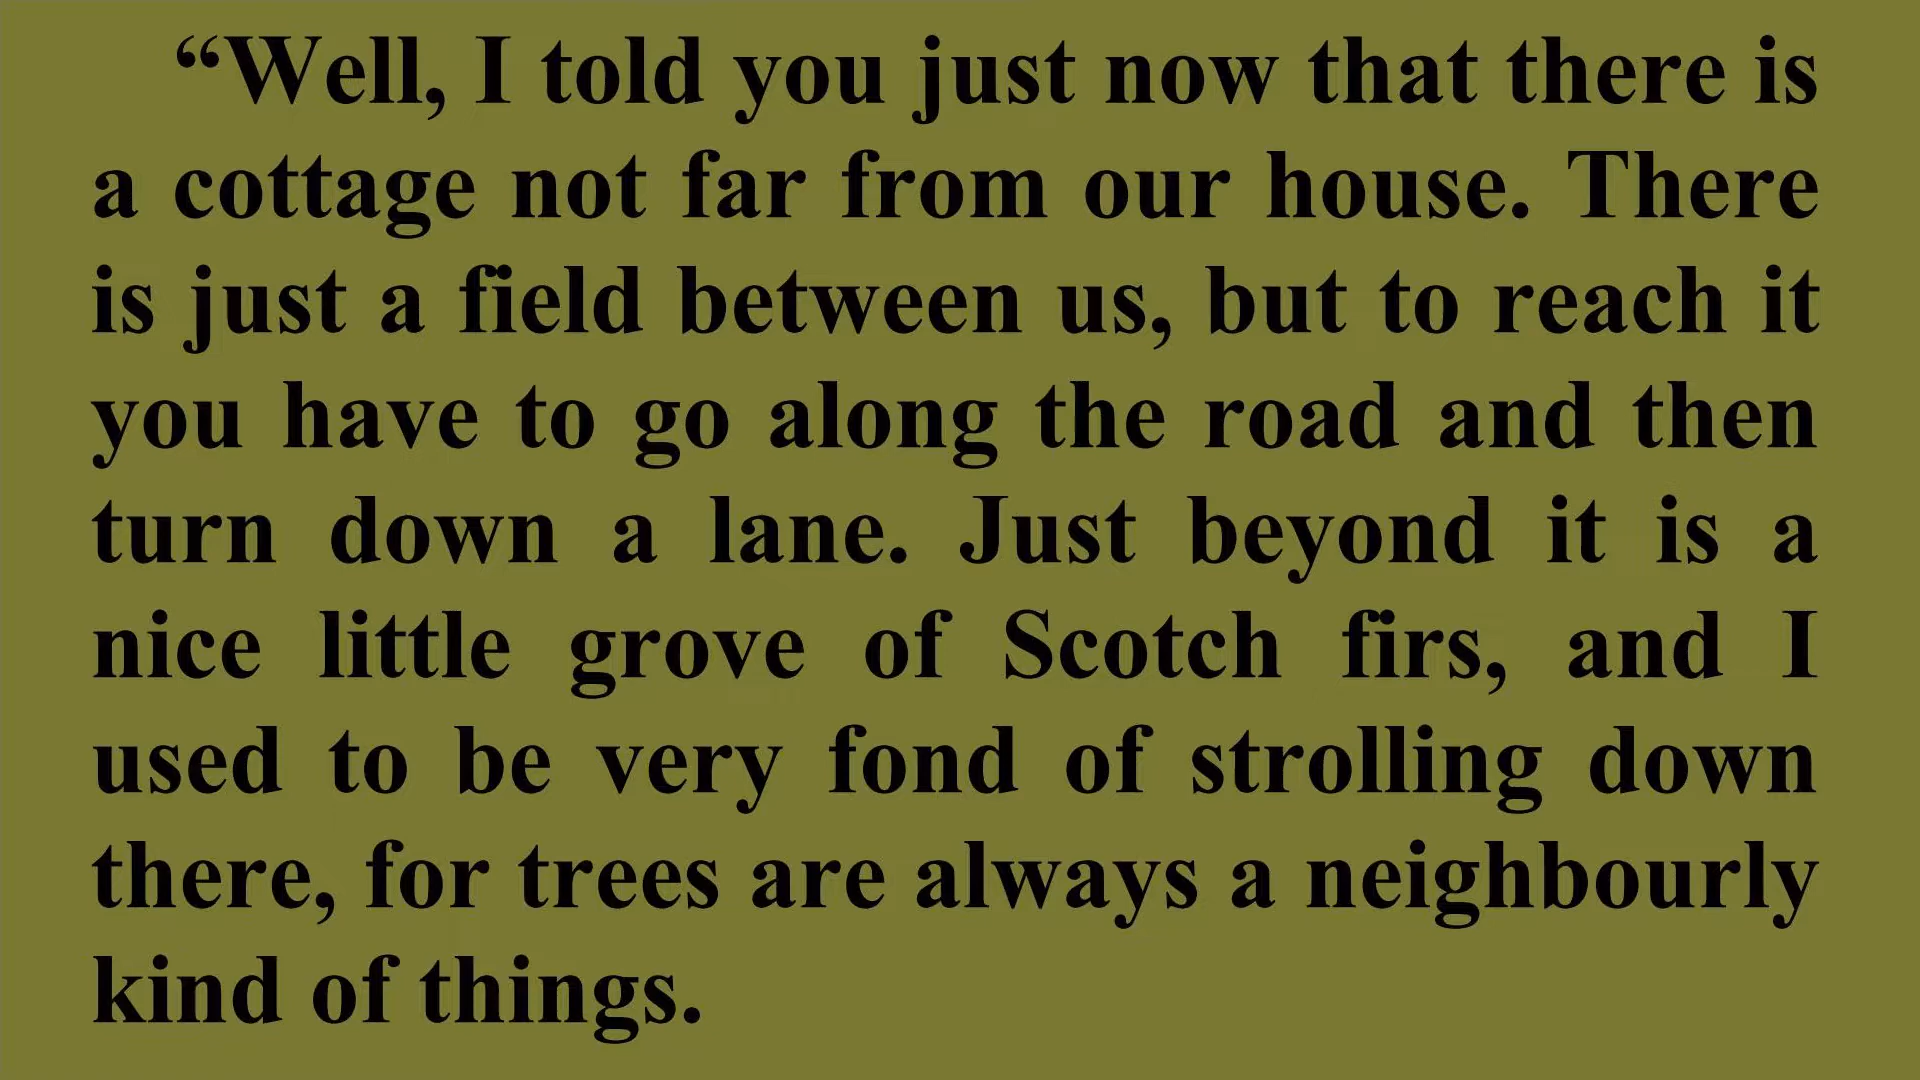 “Well, I told you just now that there is
a cottage not far from our house. There
is just a field between us, but to reach it
you have to go along the road and then
turn down a lane. Just beyond it is a
nice little grove of Scotch firs, and I
used to be very fond of strolling down
there, for trees are always a neighbourly
kind of things.